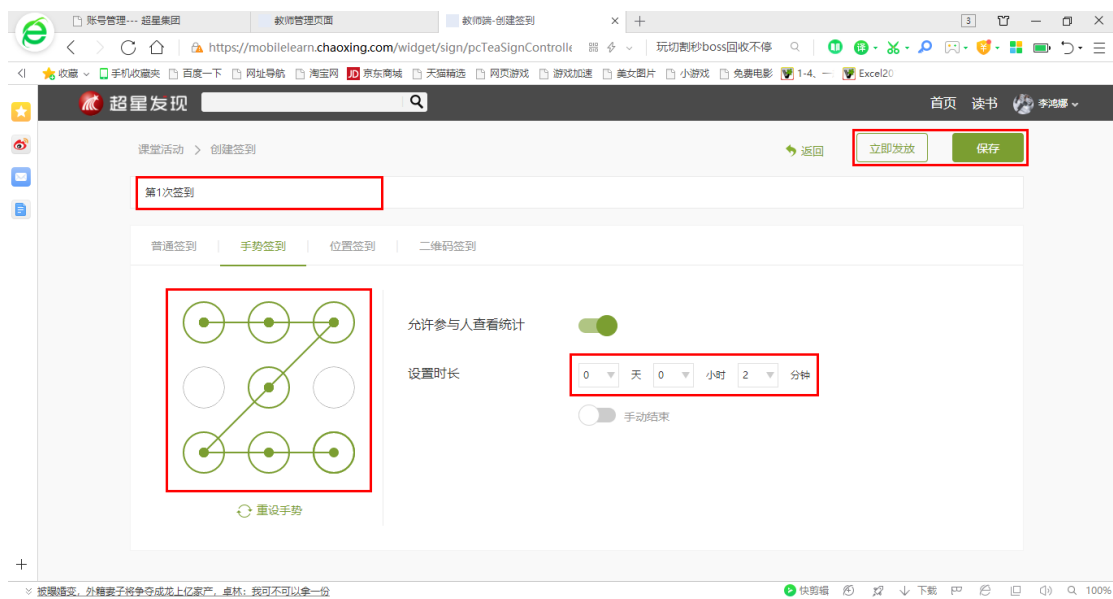 账号管理--- 超星集团
教师管理页面
教师端-创建签到
3
https://mobilelearn.chaoxing.com/widget/sign/pcTeaSignControlle
玩切割秒boss回收不停
收藏 手机收藏夹 百度一下 网址导航 淘宝网 JD 京东商城 天猫精选 网页游戏 游戏加速 美女图片 小游戏 免费电影 1-4、一 Excel20
超星发现
首页 读书 李鸿娜
课堂活动 > 创建签到
返回
立即发放
保存
第1次签到
普通签到 手势签到 位置签到 二维码签到
允许参与人查看统计
设置时长 0 天 0 小时 2 分钟
手动结束
重设手势
被曝婚变，外籍妻子将争夺成龙上亿家产，卓林：我可不可以拿一份
快剪辑 下载 100%